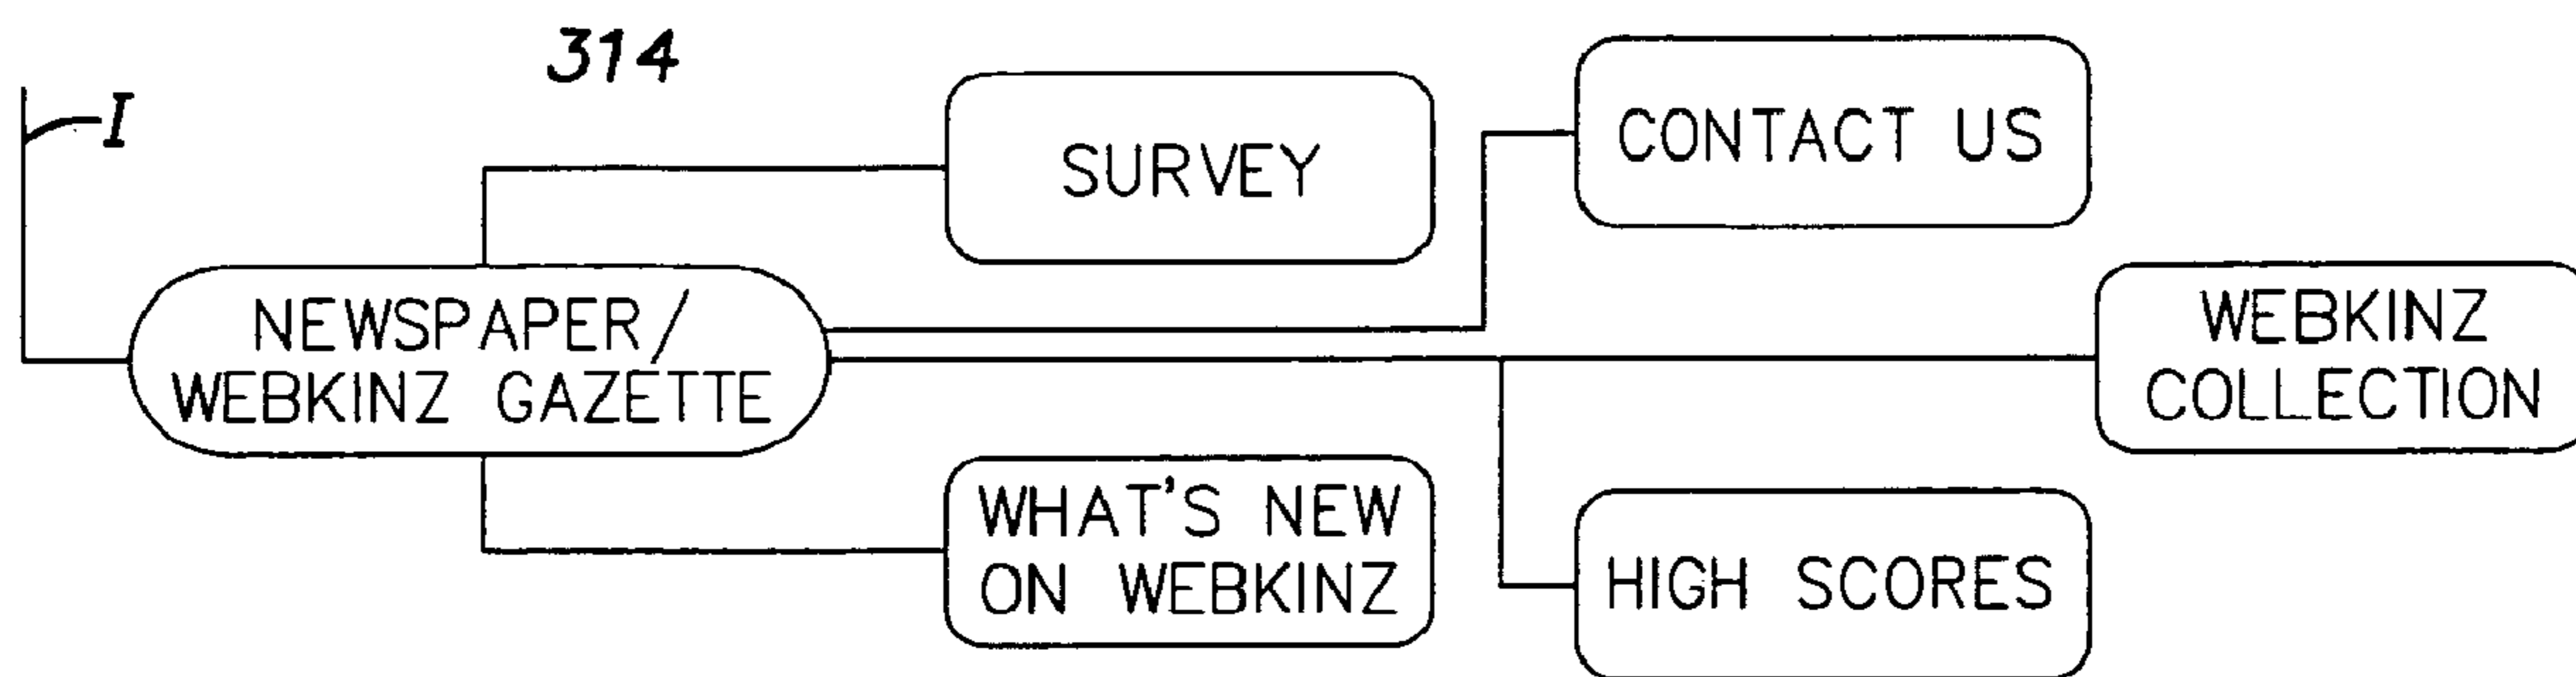 314
I
SURVEY
CONTACT US
NEWSPAPER/
WEBKINZ GAZETTE
WEBKINZ
COLLECTION
WHAT'S NEW
ON WEBKINZ
HIGH SCORES